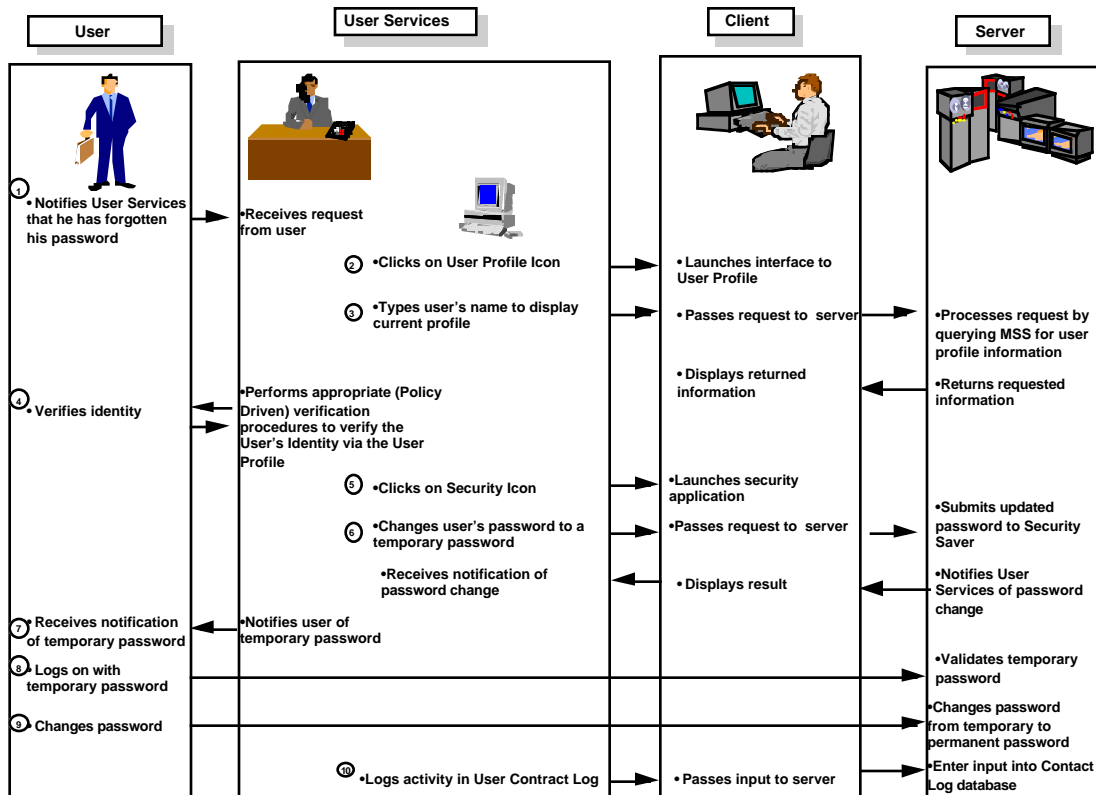 User
User Services
Client
Server
1
• Notifies User Services
that he has forgotten
his password
•Receives request
from user
2
•Clicks on User Profile Icon
• Launches interface to
User Profile
3
•Types user's name to display
current profile
• Passes request to server
•Processes request by
querying MSS for user
profile information
• Displays returned
information
•Returns requested
information
4
• Verifies identity
•Performs appropriate (Policy
Driven) verification
procedures to verify the
User's Identity via the User
Profile
5
•Clicks on Security Icon
•Launches security
application
6
•Changes user's password to a
temporary password
•Passes request to server
•Submits updated
password to Security
Saver
•Receives notification of
password change
• Displays result
•Notifies User
Services of password
change
7
• Receives notification
of temporary password
•Notifies user of
temporary password
8
• Logs on with
temporary password
•Validates temporary
password
9
• Changes password
•Changes password
from temporary to
permanent password
10
•Logs activity in User Contract Log
• Passes input to server
•Enter input into Contact
Log database